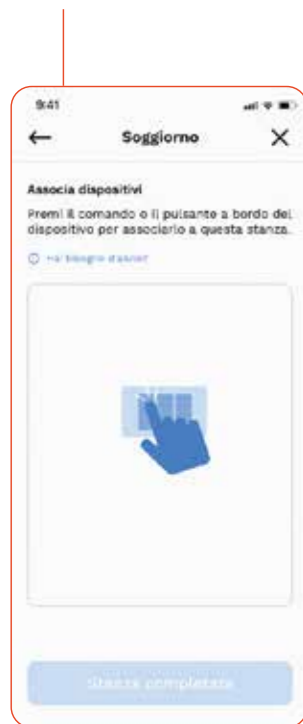 9:41
Soggiorno
Associa dispositivi
Premi il comando o il pulsante a bordo del
dispositivo per associarlo a questa stanza.
Hai bisogno d'aiuto?
Stanza completata